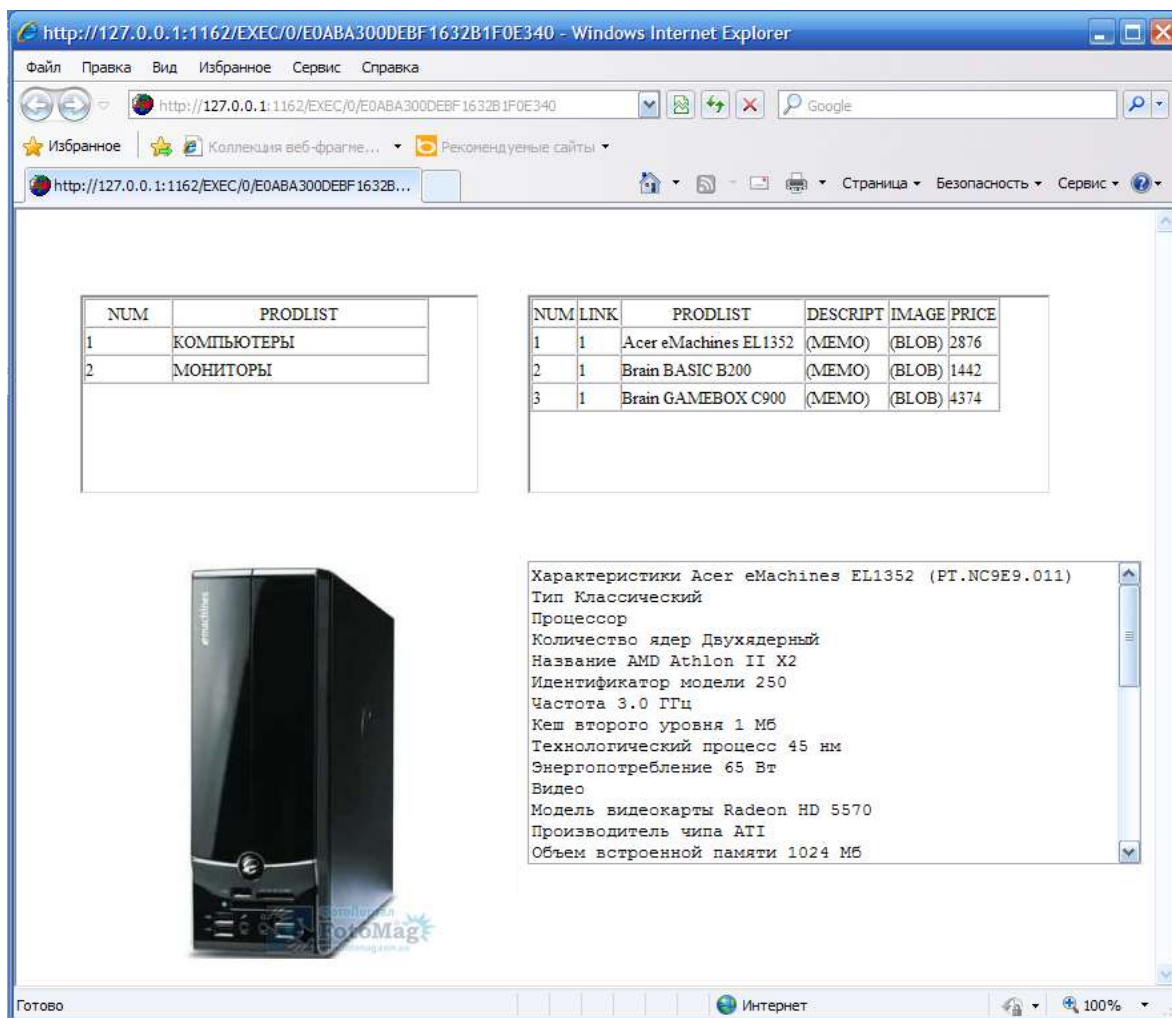 http://127.0.0.1:1162/EXEC/0/E0ABA300DEBF1632B1F0E340 - Windows Internet Explorer
Файл Правка Вид Избранное Сервис Справка
http://127.0.0.1:1162/EXEC/0/E0ABA300DEBF1632B1F0E340 Google
Избранное Коллекция веб-фрагме... Рекомендуемые сайты
http://127.0.0.1:1162/EXEC/0/E0ABA300DEBF1632B... Страница Безопасность Сервис
NUM PRODLIST
1 КОМПЬЮТЕРЫ
2 МОНИТОРЫ
NUM LINK PRODLIST DESCRIPT IMAGE PRICE
1 1 Acer eMachines EL1352 (MEMO) (BLOB) 2876
2 1 Brain BASIC B200 (MEMO) (BLOB) 1442
3 1 Brain GAMEBOX C900 (MEMO) (BLOB) 4374
emachines
ФотоПортал
FotoMag
Характеристики Acer eMachines EL1352 (PT.NC9E9.011)
Тип Классический
Процессор
Количество ядер Двухядерный
Название AMD Athlon II X2
Идентификатор модели 250
Частота 3.0 ГГц
Кеш второго уровня 1 Мб
Технологический процесс 45 нм
Энергопотребление 65 Вт
Видео
Модель видеокарты Radeon HD 5570
Производитель чипа ATI
Объем встроенной памяти 1024 Мб
Готово Интернет 100%